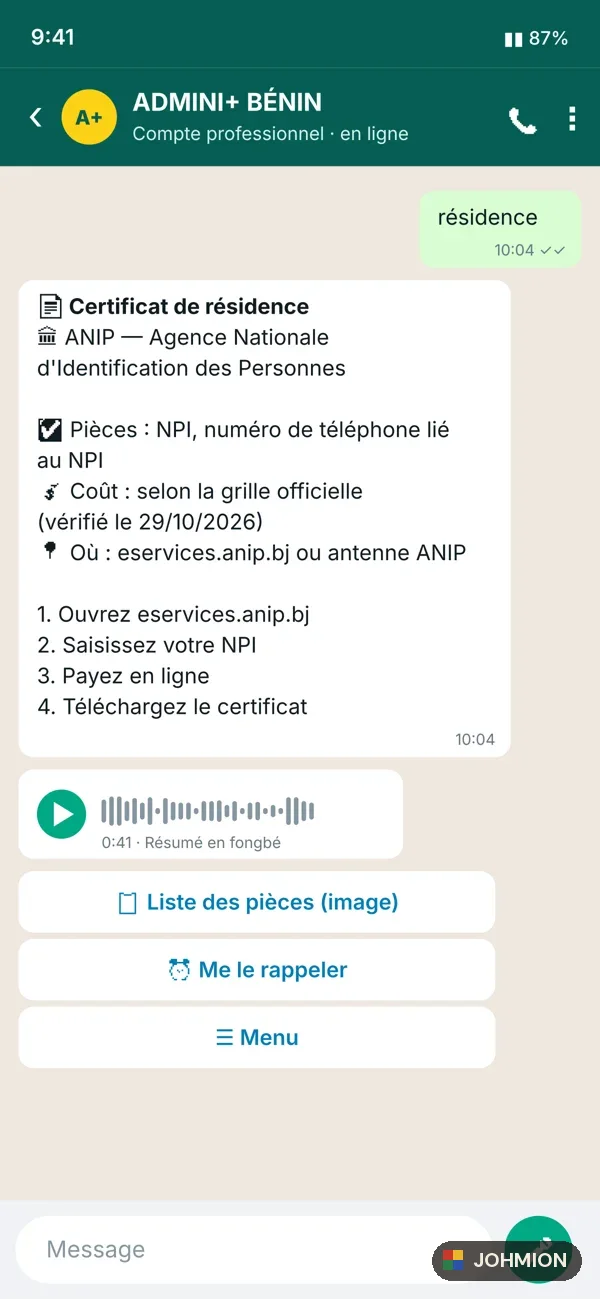 9:41
87%
A+
ADMINI+ BÉNIN
Compte professionnel · en ligne
résidence
10:04 ✓✓
Certificat de résidence
ANIP — Agence Nationale
d'Identification des Personnes
Pièces : NPI, numéro de téléphone lié
au NPI
Coût : selon la grille officielle
(vérifié le 29/10/2026)
Où : eservices.anip.bj ou antenne ANIP
1. Ouvrez eservices.anip.bj
2. Saisissez votre NPI
3. Payez en ligne
4. Téléchargez le certificat
10:04
0:41 · Résumé en fongbé
Liste des pièces (image)
Me le rappeler
☰ Menu
Message
JOHMION